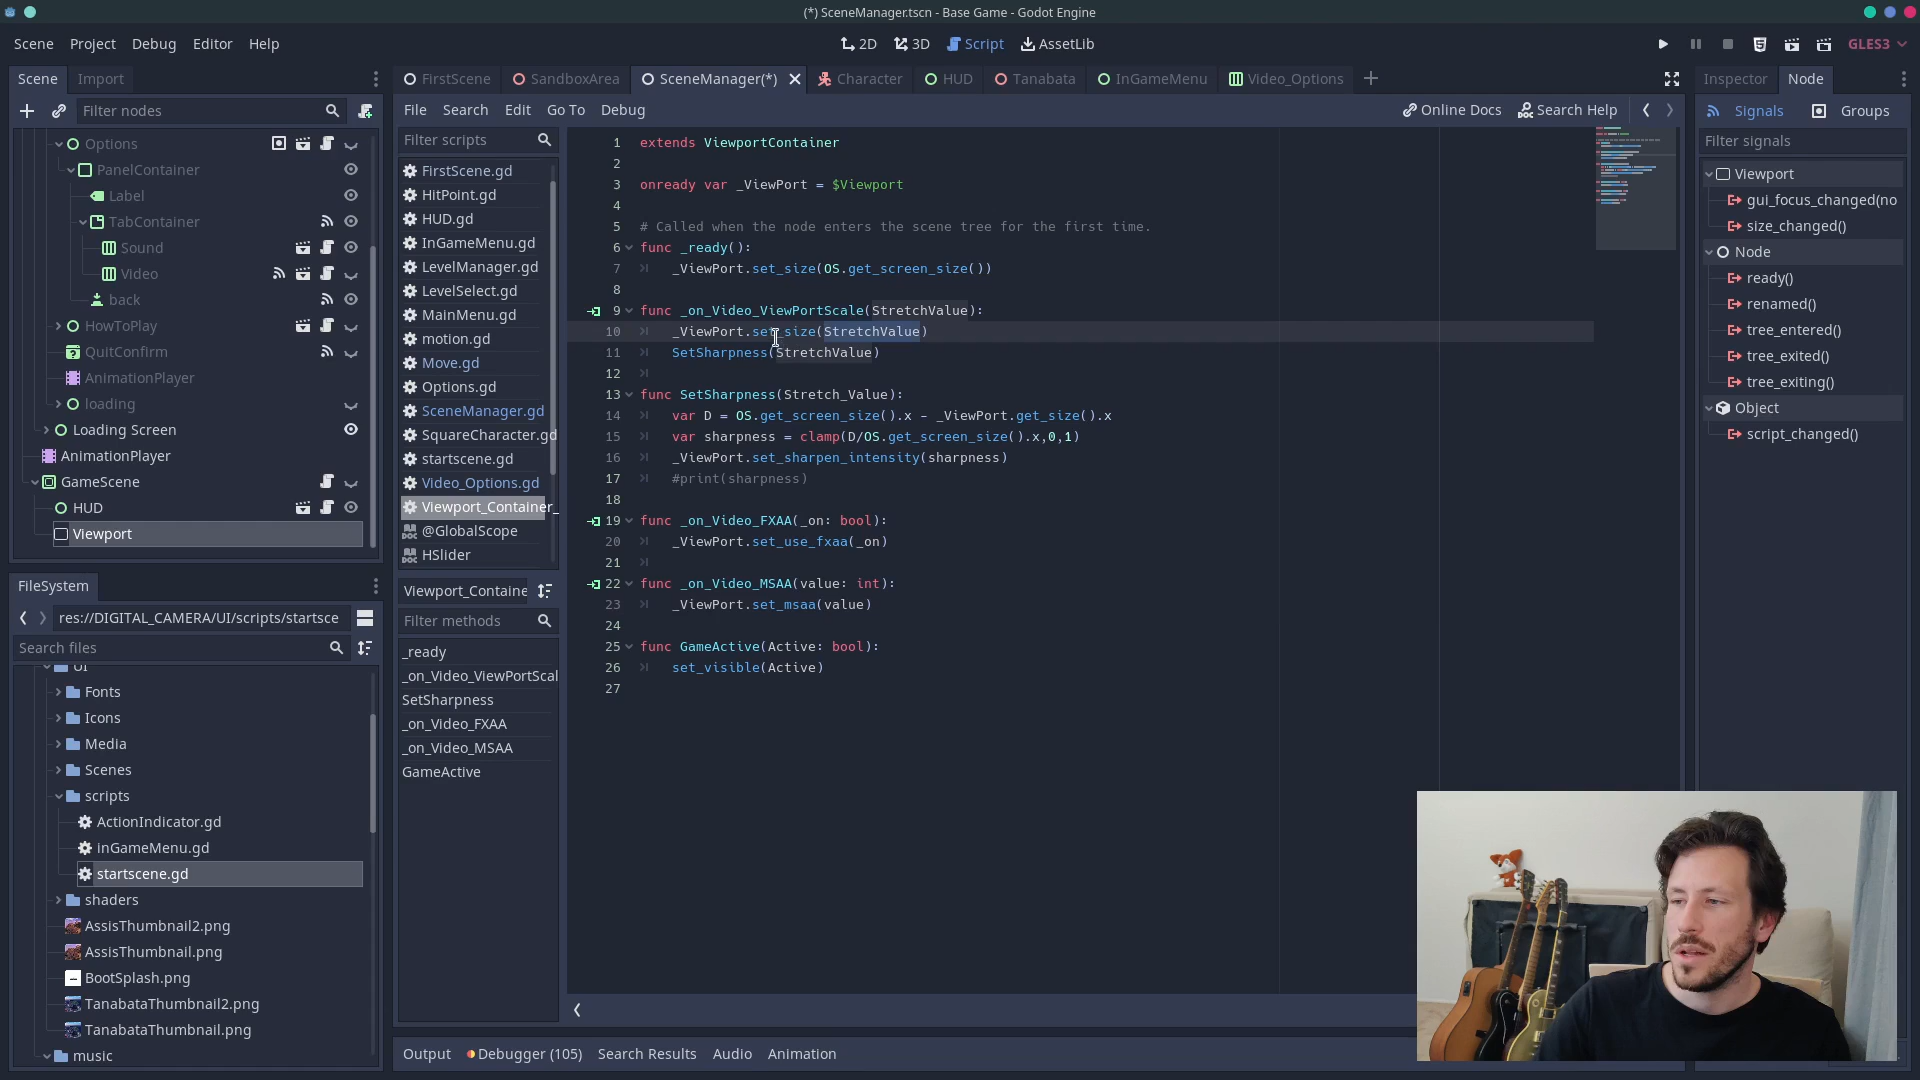 (*) SceneManager.tscn - Base Game - Godot Engine
Scene Project Debug Editor Help
2D 3D Script AssetLib
GLES3
Scene Import
Filter nodes
Options
PanelContainer
Label
TabContainer
Sound
Video
back
HowToPlay
QuitConfirm
AnimationPlayer
loading
Loading Screen
AnimationPlayer
GameScene
HUD
Viewport
FileSystem
res://DIGITAL_CAMERA/UI/scripts/startsce
Search files
UI
Fonts
Icons
Media
Scenes
scripts
ActionIndicator.gd
inGameMenu.gd
startscene.gd
shaders
AssisThumbnail2.png
AssisThumbnail.png
BootSplash.png
TanabataThumbnail2.png
TanabataThumbnail.png
music
FirstScene SandboxArea SceneManager(*) Character HUD Tanabata InGameMenu Video_Options
File Search Edit Go To Debug
Online Docs Search Help
Filter scripts
FirstScene.gd
HitPoint.gd
HUD.gd
InGameMenu.gd
LevelManager.gd
LevelSelect.gd
MainMenu.gd
motion.gd
Move.gd
Options.gd
SceneManager.gd
SquareCharacter.gd
startscene.gd
Video_Options.gd
Viewport_Container_
@GlobalScope
HSlider
Viewport_Containe
Filter methods
_ready
_on_Video_ViewPortScal
SetSharpness
_on_Video_FXAA
_on_Video_MSAA
GameActive
1 extends ViewportContainer
2
3 onready var _ViewPort = $Viewport
4
5 # Called when the node enters the scene tree for the first time.
6 func _ready():
7 _ViewPort.set_size(OS.get_screen_size())
8
9 func _on_Video_ViewPortScale(StretchValue):
10 _ViewPort.set_size(StretchValue)
11 SetSharpness(StretchValue)
12
13 func SetSharpness(Stretch_Value):
14 var D = OS.get_screen_size().x - _ViewPort.get_size().x
15 var sharpness = clamp(D/OS.get_screen_size().x,0,1)
16 _ViewPort.set_sharpen_intensity(sharpness)
17 #print(sharpness)
18
19 func _on_Video_FXAA(_on: bool):
20 _ViewPort.set_use_fxaa(_on)
21
22 func _on_Video_MSAA(value: int):
23 _ViewPort.set_msaa(value)
24
25 func GameActive(Active: bool):
26 set_visible(Active)
27
Output Debugger (105) Search Results Audio Animation
Inspector Node
Signals Groups
Filter signals
Viewport
gui_focus_changed(no
size_changed()
Node
ready()
renamed()
tree_entered()
tree_exited()
tree_exiting()
Object
script_changed()